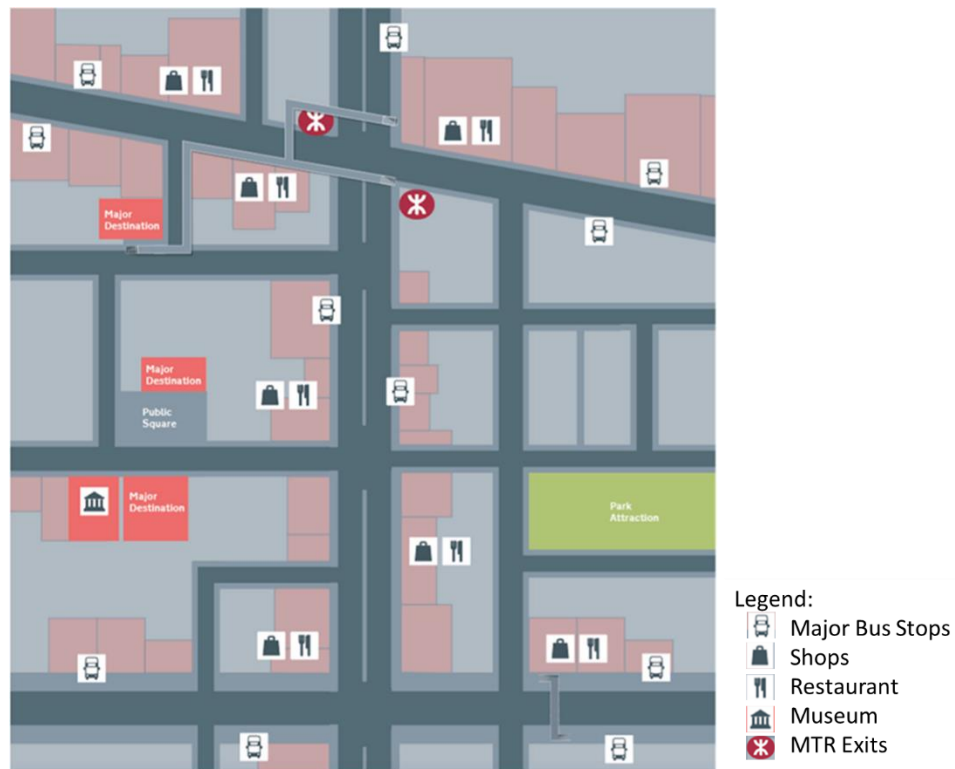 Major
Destination
Major
Destination
Public
Square
Major
Destination
Park
Attraction
Legend:
Major Bus Stops
Shops
Restaurant
Museum
MTR Exits